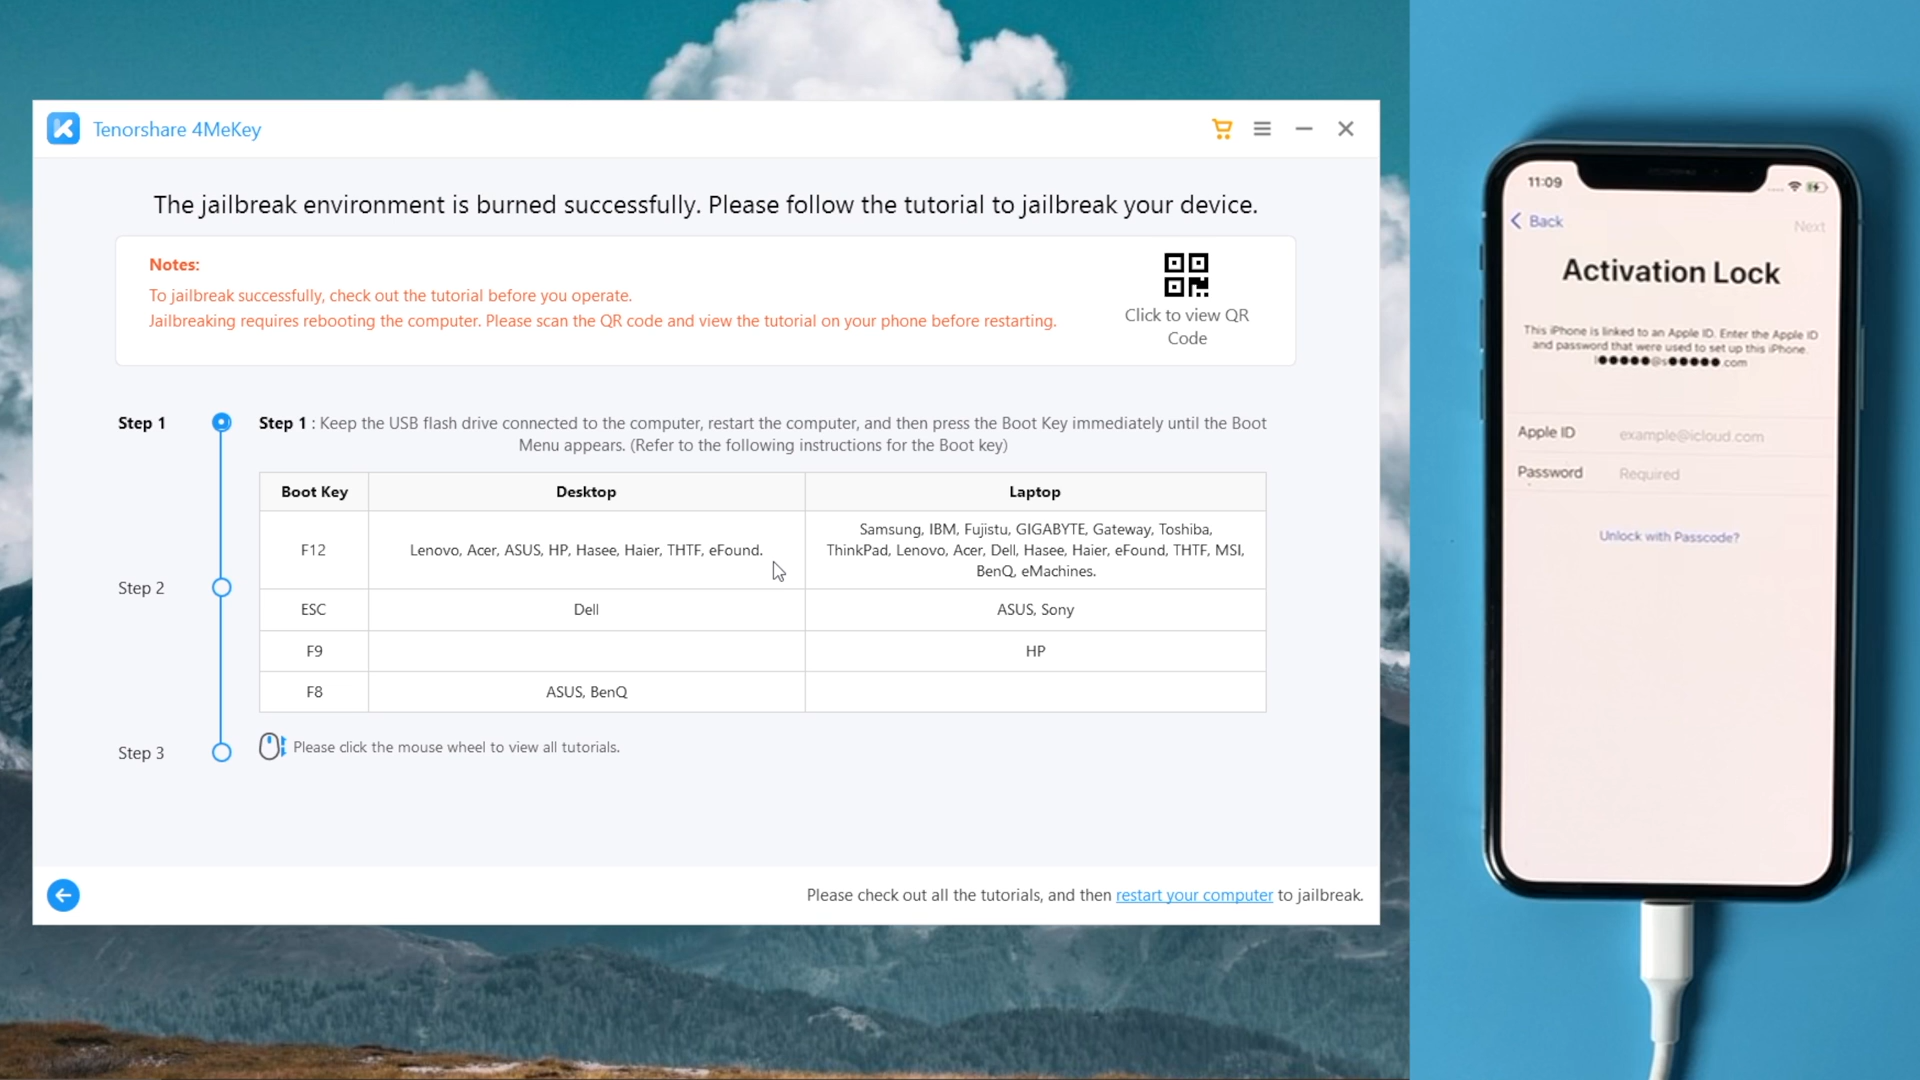 Tenorshare 4MeKey
The jailbreak environment is burned successfully. Please follow the tutorial to jailbreak your device.
Notes:
To jailbreak successfully, check out the tutorial before you operate.
Jailbreaking requires rebooting the computer. Please scan the QR code and view the tutorial on your phone before restarting.
Click to view QR
Code
Step 1
Step 1 : Keep the USB flash drive connected to the computer, restart the computer, and then press the Boot Key immediately until the Boot
Menu appears. (Refer to the following instructions for the Boot key)
Boot Key Desktop Laptop
F12 Lenovo, Acer, ASUS, HP, Hasee, Haier, THTF, eFound.
Samsung, IBM, Fujistu, GIGABYTE, Gateway, Toshiba,
ThinkPad, Lenovo, Acer, Dell, Hasee, Haier, eFound, THTF, MSI,
BenQ, eMachines.
Step 2
ESC Dell ASUS, Sony
F9 HP
F8 ASUS, BenQ
Step 3
Please click the mouse wheel to view all tutorials.
Please check out all the tutorials, and then restart your computer to jailbreak.
11:09
Back
Next
Activation Lock
This iPhone is linked to an Apple ID. Enter the Apple ID
and password that were used to set up this iPhone.
l●●●●●@s●●●●●.com
Apple ID example@icloud.com
Password Required
Unlock with Passcode?